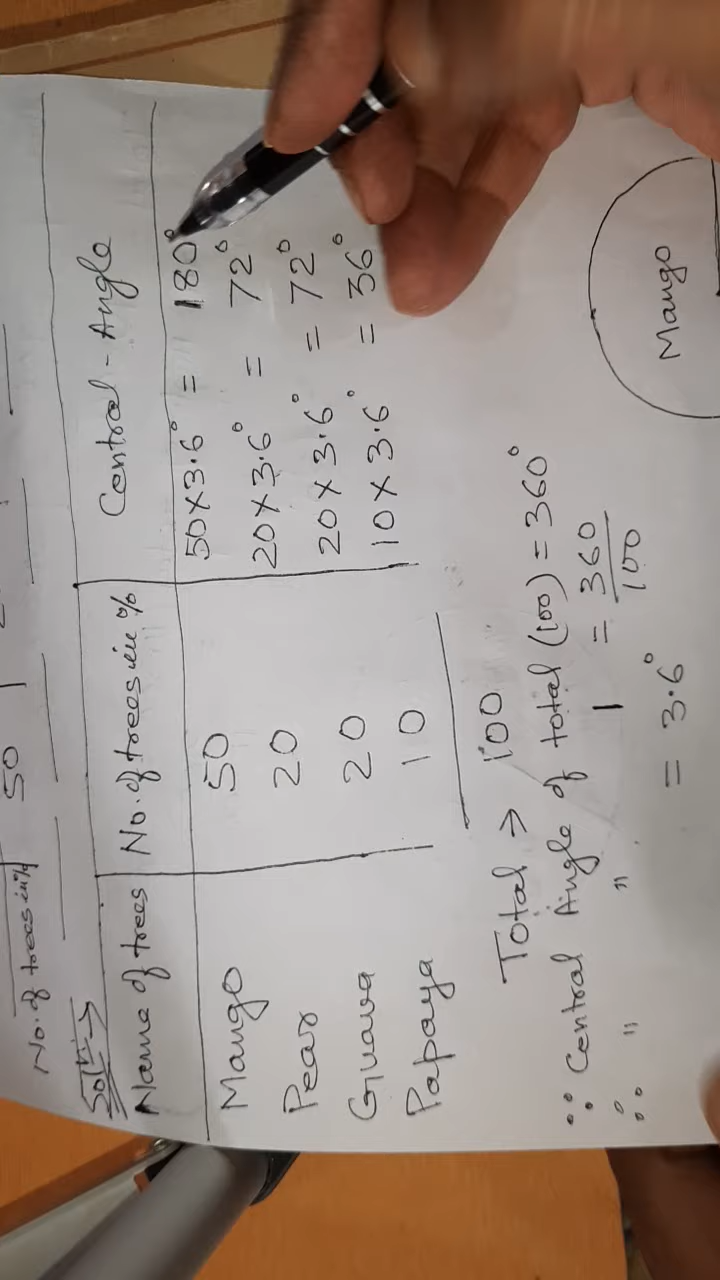 No. of trees in% 50
Soln →
Name of trees No. of trees in % Central - Angle
Mango 50 50×3.6° = 180°
Pear 20 20×3.6° = 72°
Guava 20 20×3.6° = 72°
Papaya 10 10×3.6° = 36°
Total → 100
∵ Central Angle of total (100) = 360°
∴ " " 1 = 360/100
= 3.6°
Mango